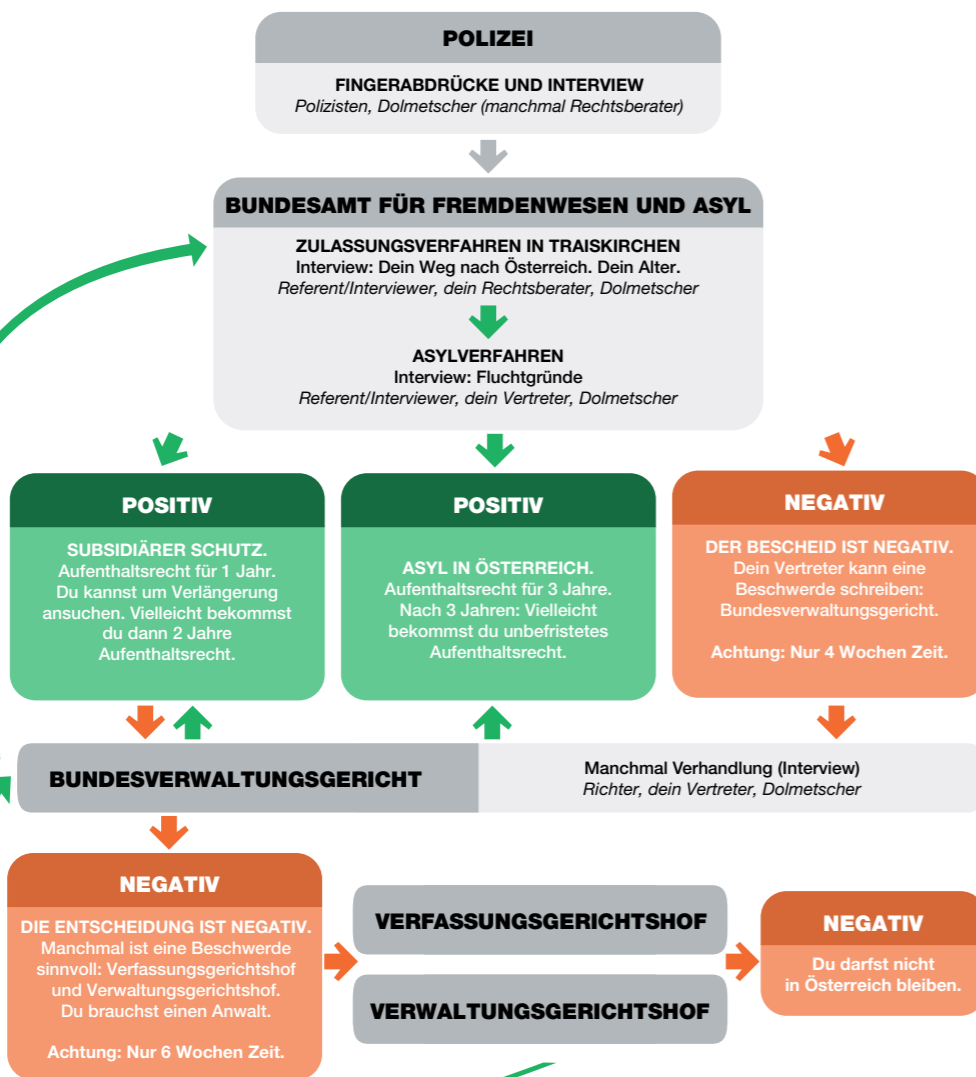 POLIZEI
FINGERABDRÜCKE UND INTERVIEW
Polizisten, Dolmetscher (manchmal Rechtsberater)
BUNDESAMT FÜR FREMDENWESEN UND ASYL
ZULASSUNGSVERFAHREN IN TRAISKIRCHEN
Interview: Dein Weg nach Österreich. Dein Alter.
Referent/Interviewer, dein Rechtsberater, Dolmetscher
ASYLVERFAHREN
Interview: Fluchtgründe
Referent/Interviewer, dein Vertreter, Dolmetscher
POSITIV
SUBSIDIÄRER SCHUTZ.
Aufenthaltsrecht für 1 Jahr.
Du kannst um Verlängerung
ansuchen. Vielleicht bekommst
du dann 2 Jahre
Aufenthaltsrecht.
POSITIV
ASYL IN ÖSTERREICH.
Aufenthaltsrecht für 3 Jahre.
Nach 3 Jahren: Vielleicht
bekommst du unbefristetes
Aufenthaltsrecht.
NEGATIV
DER BESCHEID IST NEGATIV.
Dein Vertreter kann eine
Beschwerde schreiben:
Bundesverwaltungsgericht.
Achtung: Nur 4 Wochen Zeit.
BUNDESVERWALTUNGSGERICHT
Manchmal Verhandlung (Interview)
Richter, dein Vertreter, Dolmetscher
NEGATIV
DIE ENTSCHEIDUNG IST NEGATIV.
Manchmal ist eine Beschwerde
sinnvoll: Verfassungsgerichtshof
und Verwaltungsgerichtshof.
Du brauchst einen Anwalt.
Achtung: Nur 6 Wochen Zeit.
VERFASSUNGSGERICHTSHOF
VERWALTUNGSGERICHTSHOF
NEGATIV
Du darfst nicht
in Österreich bleiben.